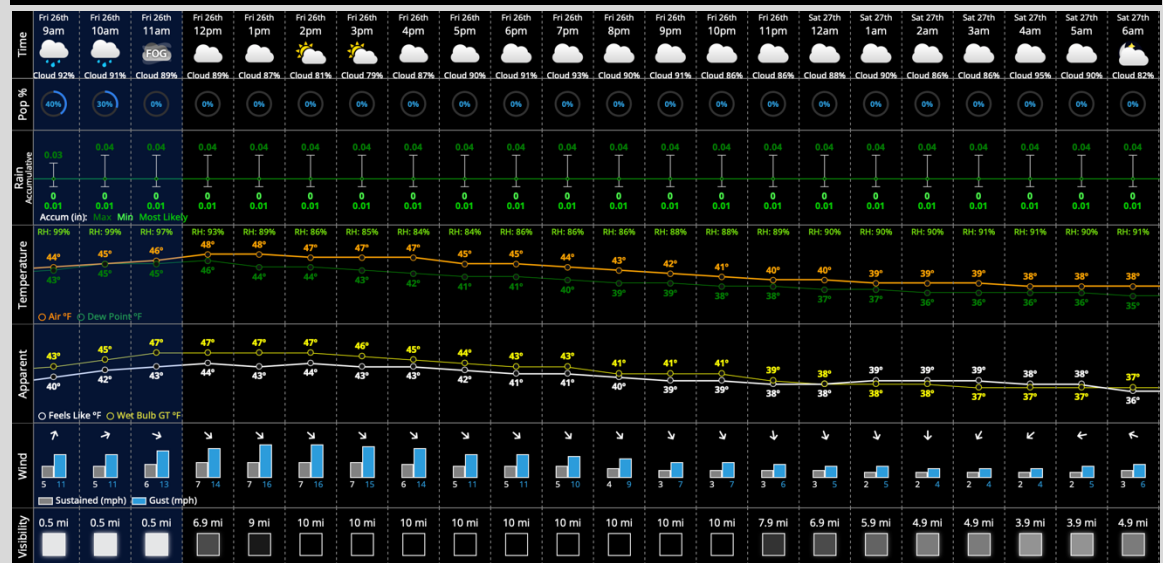 Time
Fri 26th Fri 26th Fri 26th Fri 26th Fri 26th Fri 26th Fri 26th Fri 26th Fri 26th Fri 26th Fri 26th Fri 26th Fri 26th Fri 26th Fri 26th Sat 27th Sat 27th Sat 27th Sat 27th Sat 27th Sat 27th Sat 27th
9am 10am 11am 12pm 1pm 2pm 3pm 4pm 5pm 6pm 7pm 8pm 9pm 10pm 11pm 12am 1am 2am 3am 4am 5am 6am
FOG
Cloud 92% Cloud 91% Cloud 89% Cloud 89% Cloud 87% Cloud 81% Cloud 79% Cloud 87% Cloud 90% Cloud 91% Cloud 93% Cloud 90% Cloud 91% Cloud 86% Cloud 86% Cloud 88% Cloud 90% Cloud 86% Cloud 86% Cloud 95% Cloud 90% Cloud 82%
Pop %
40% 30% 0% 0% 0% 0% 0% 0% 0% 0% 0% 0% 0% 0% 0% 0% 0% 0% 0% 0% 0% 0%
Rain
Accumulative
0.03 0.04 0.04 0.04 0.04 0.04 0.04 0.04 0.04 0.04 0.04 0.04 0.04 0.04 0.04 0.04 0.04 0.04 0.04 0.04 0.04 0.04
0 0 0 0 0 0 0 0 0 0 0 0 0 0 0 0 0 0 0 0 0 0
0.01 0.01 0.01 0.01 0.01 0.01 0.01 0.01 0.01 0.01 0.01 0.01 0.01 0.01 0.01 0.01 0.01 0.01 0.01 0.01 0.01 0.01
Accum (in): Max Min Most Likely
Temperature
RH: 99% RH: 99% RH: 97% RH: 93% RH: 89% RH: 86% RH: 85% RH: 84% RH: 84% RH: 86% RH: 86% RH: 86% RH: 88% RH: 88% RH: 89% RH: 90% RH: 90% RH: 90% RH: 91% RH: 91% RH: 90% RH: 91%
44° 45° 46° 48° 48° 47° 47° 47° 45° 45° 44° 43° 42° 41° 40° 40° 39° 39° 39° 38° 38° 38°
43° 45° 45° 46° 44° 44° 43° 42° 41° 41° 40° 39° 39° 38° 38° 37° 37° 36° 36° 36° 36° 35°
Air °F Dew Point °F
Apparent
43° 45° 47° 47° 47° 47° 46° 45° 44° 43° 43° 41° 41° 41° 39° 38° 39° 39° 39° 38° 38° 37°
40° 42° 43° 44° 43° 44° 43° 43° 42° 41° 41° 40° 39° 39° 38° 38° 38° 38° 37° 37° 37° 36°
Feels Like °F Wet Bulb GT °F
Wind
5 11 5 11 6 13 7 14 7 16 7 16 7 15 6 14 5 11 5 11 5 10 4 9 3 7 3 7 3 6 3 5 2 5 2 4 2 4 2 4 2 5 3 6
Sustained (mph) Gust (mph)
Visibility
0.5 mi 0.5 mi 0.5 mi 6.9 mi 9 mi 10 mi 10 mi 10 mi 10 mi 10 mi 10 mi 10 mi 10 mi 10 mi 7.9 mi 6.9 mi 5.9 mi 4.9 mi 4.9 mi 3.9 mi 3.9 mi 4.9 mi